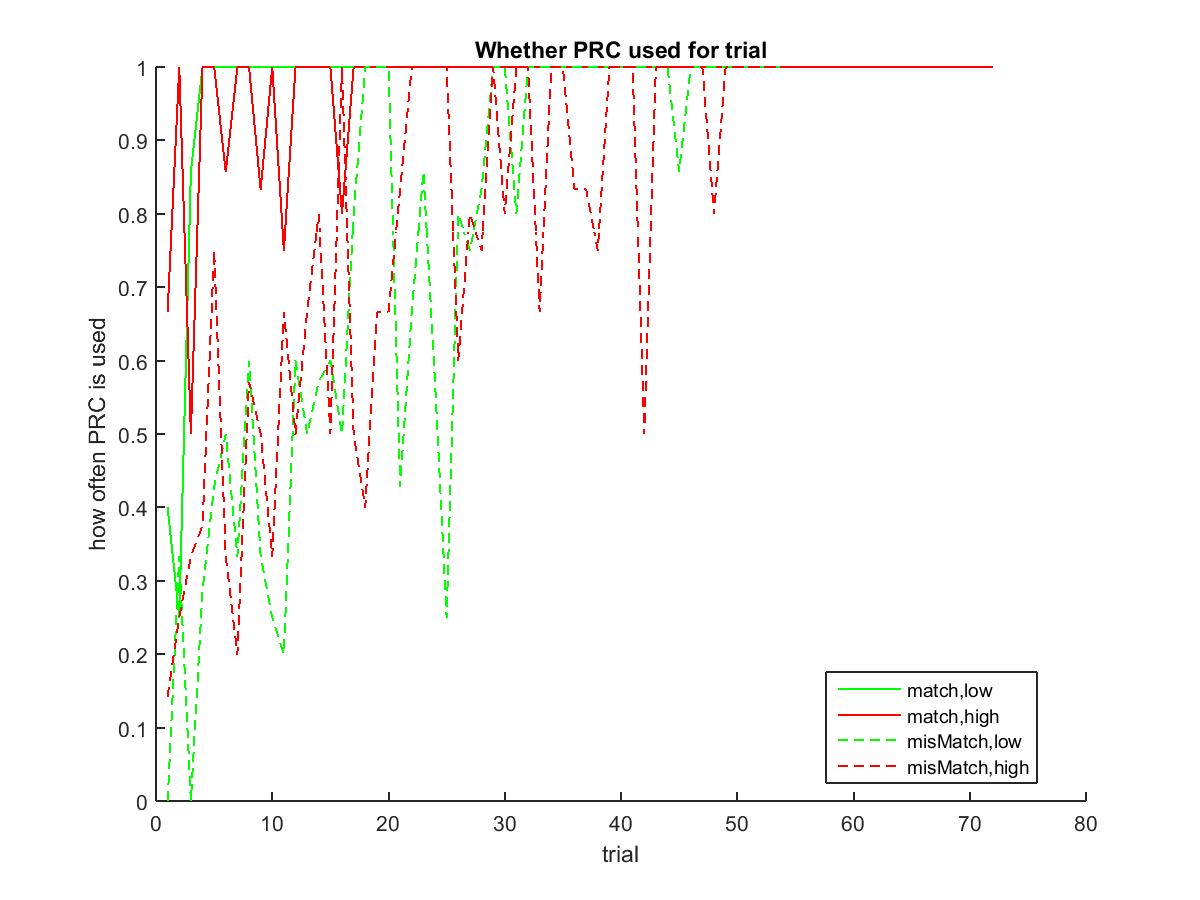 Whether PRC used for trial
how often PRC is used
1
0.9
0.8
0.7
0.6
0.5
0.4
0.3
0.2
0.1
0
0 10 20 30 40 50 60 70 80
trial
match,low
match,high
misMatch,low
misMatch,high